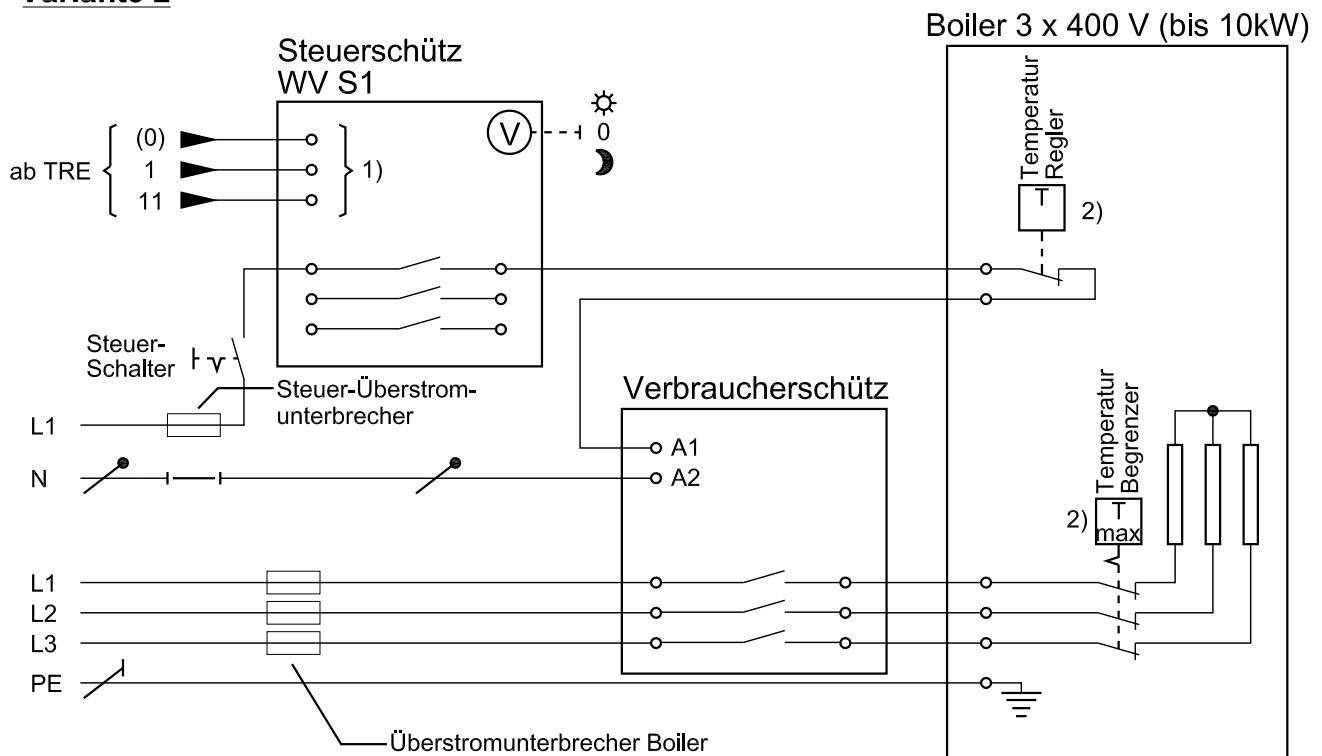 Variante 2
Boiler 3 x 400 V (bis 10kW)
Steuerschütz
WV S1
V
0
(0)
ab TRE
1
1)
11
Temperatur
Regler
T
2)
Steuer-
Schalter
Steuer-Überstrom-
unterbrecher
Verbraucherschütz
L1
A1
N
A2
Temperatur
Begrenzer
T
max
2)
L1
L2
L3
PE
Überstromunterbrecher Boiler